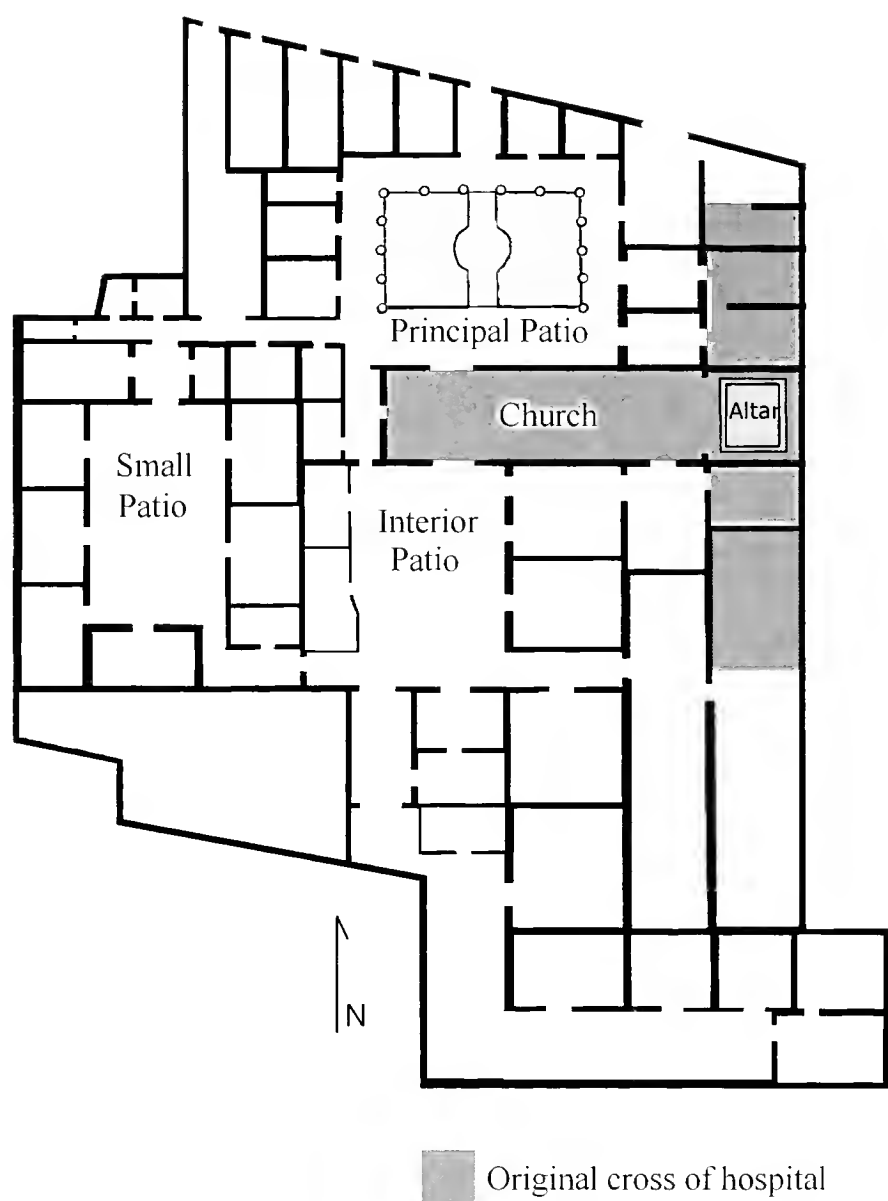 Principal Patio
Church
Altar
Small
Patio
Interior
Patio
N
Original cross of hospital